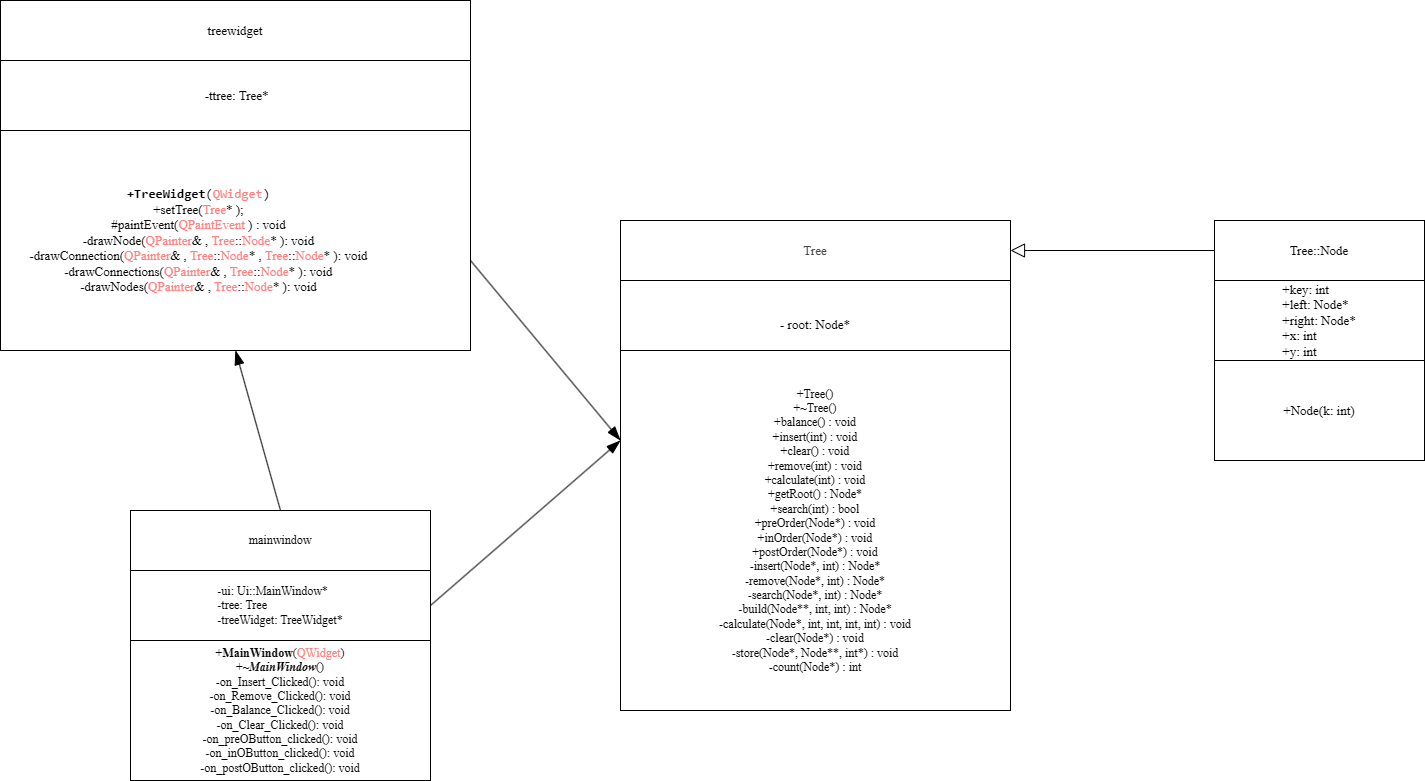 treewidget
-ttree: Tree*
+TreeWidget(QWidget)
+setTree(Tree* );
#paintEvent(QPaintEvent ) : void
-drawNode(QPainter& , Tree::Node* ): void
-drawConnection(QPainter& , Tree::Node* , Tree::Node* ): void
-drawConnections(QPainter& , Tree::Node* ): void
-drawNodes(QPainter& , Tree::Node* ): void
mainwindow
-ui: Ui::MainWindow*
-tree: Tree
-treeWidget: TreeWidget*
+MainWindow(QWidget)
+~MainWindow()
-on_Insert_Clicked(): void
-on_Remove_Clicked(): void
-on_Balance_Clicked(): void
-on_Clear_Clicked(): void
-on_preOButton_clicked(): void
-on_inOButton_clicked(): void
-on_postOButton_clicked(): void
Tree
- root: Node*
+Tree()
+~Tree()
+balance() : void
+insert(int) : void
+clear() : void
+remove(int) : void
+calculate(int) : void
+getRoot() : Node*
+search(int) : bool
+preOrder(Node*) : void
+inOrder(Node*) : void
+postOrder(Node*) : void
-insert(Node*, int) : Node*
-remove(Node*, int) : Node*
-search(Node*, int) : Node*
-build(Node**, int, int) : Node*
-calculate(Node*, int, int, int, int) : void
-clear(Node*) : void
-store(Node*, Node**, int*) : void
-count(Node*) : int
Tree::Node
+key: int
+left: Node*
+right: Node*
+x: int
+y: int
+Node(k: int)